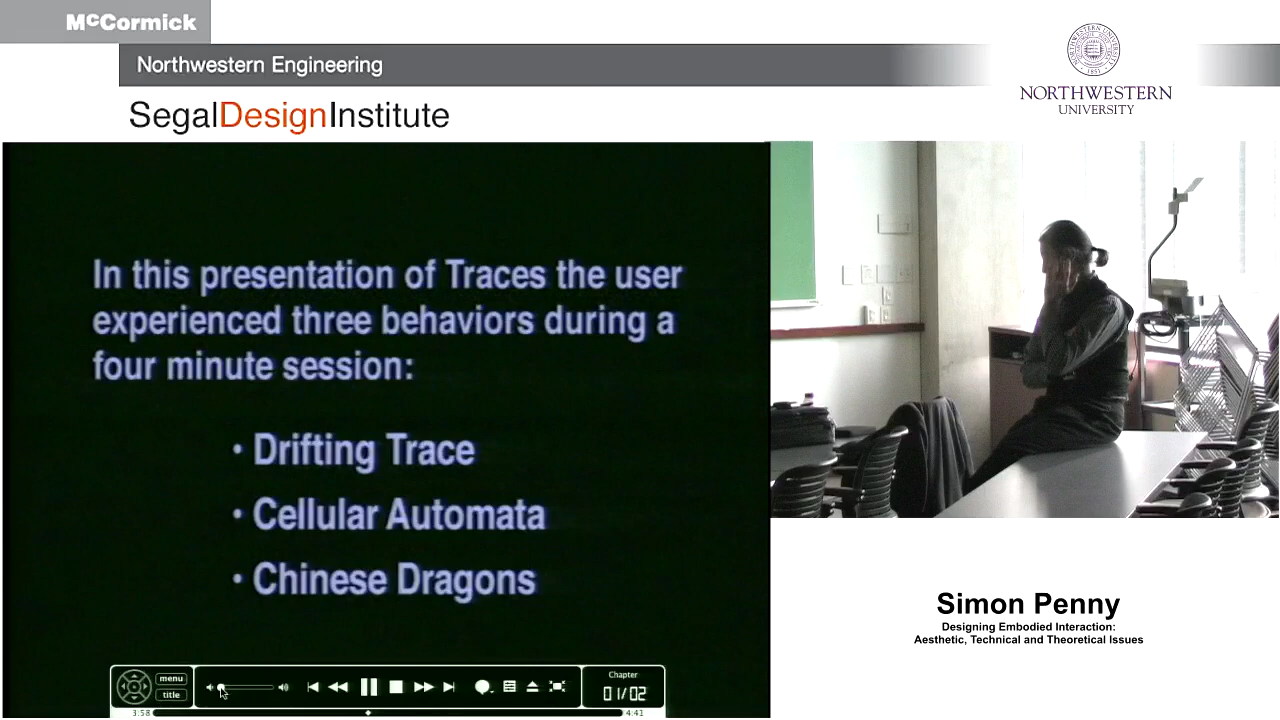 McCormick
Northwestern Engineering
NORTHWESTERN
UNIVERSITY
SegalDesignInstitute
In this presentation of Traces the user
experienced three behaviors during a
four minute session:
• Drifting Trace
• Cellular Automata
• Chinese Dragons
menu
title
Chapter
01/02
3:58
4:41
Simon Penny
Designing Embodied Interaction:
Aesthetic, Technical and Theoretical Issues